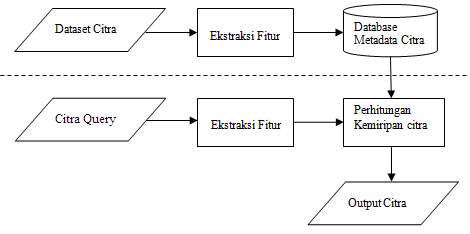 Dataset Citra
Ekstraksi Fitur
Database
Metadata Citra
Citra Query
Ekstraksi Fitur
Perhitungan
Kemiripan citra
Output Citra